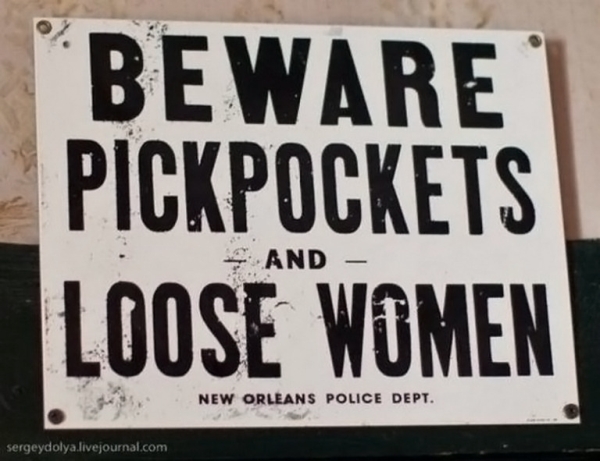 BEWARE
PICKPOCKETS
— AND —
LOOSE WOMEN
NEW ORLEANS POLICE DEPT.
sergeydolya.livejournal.com